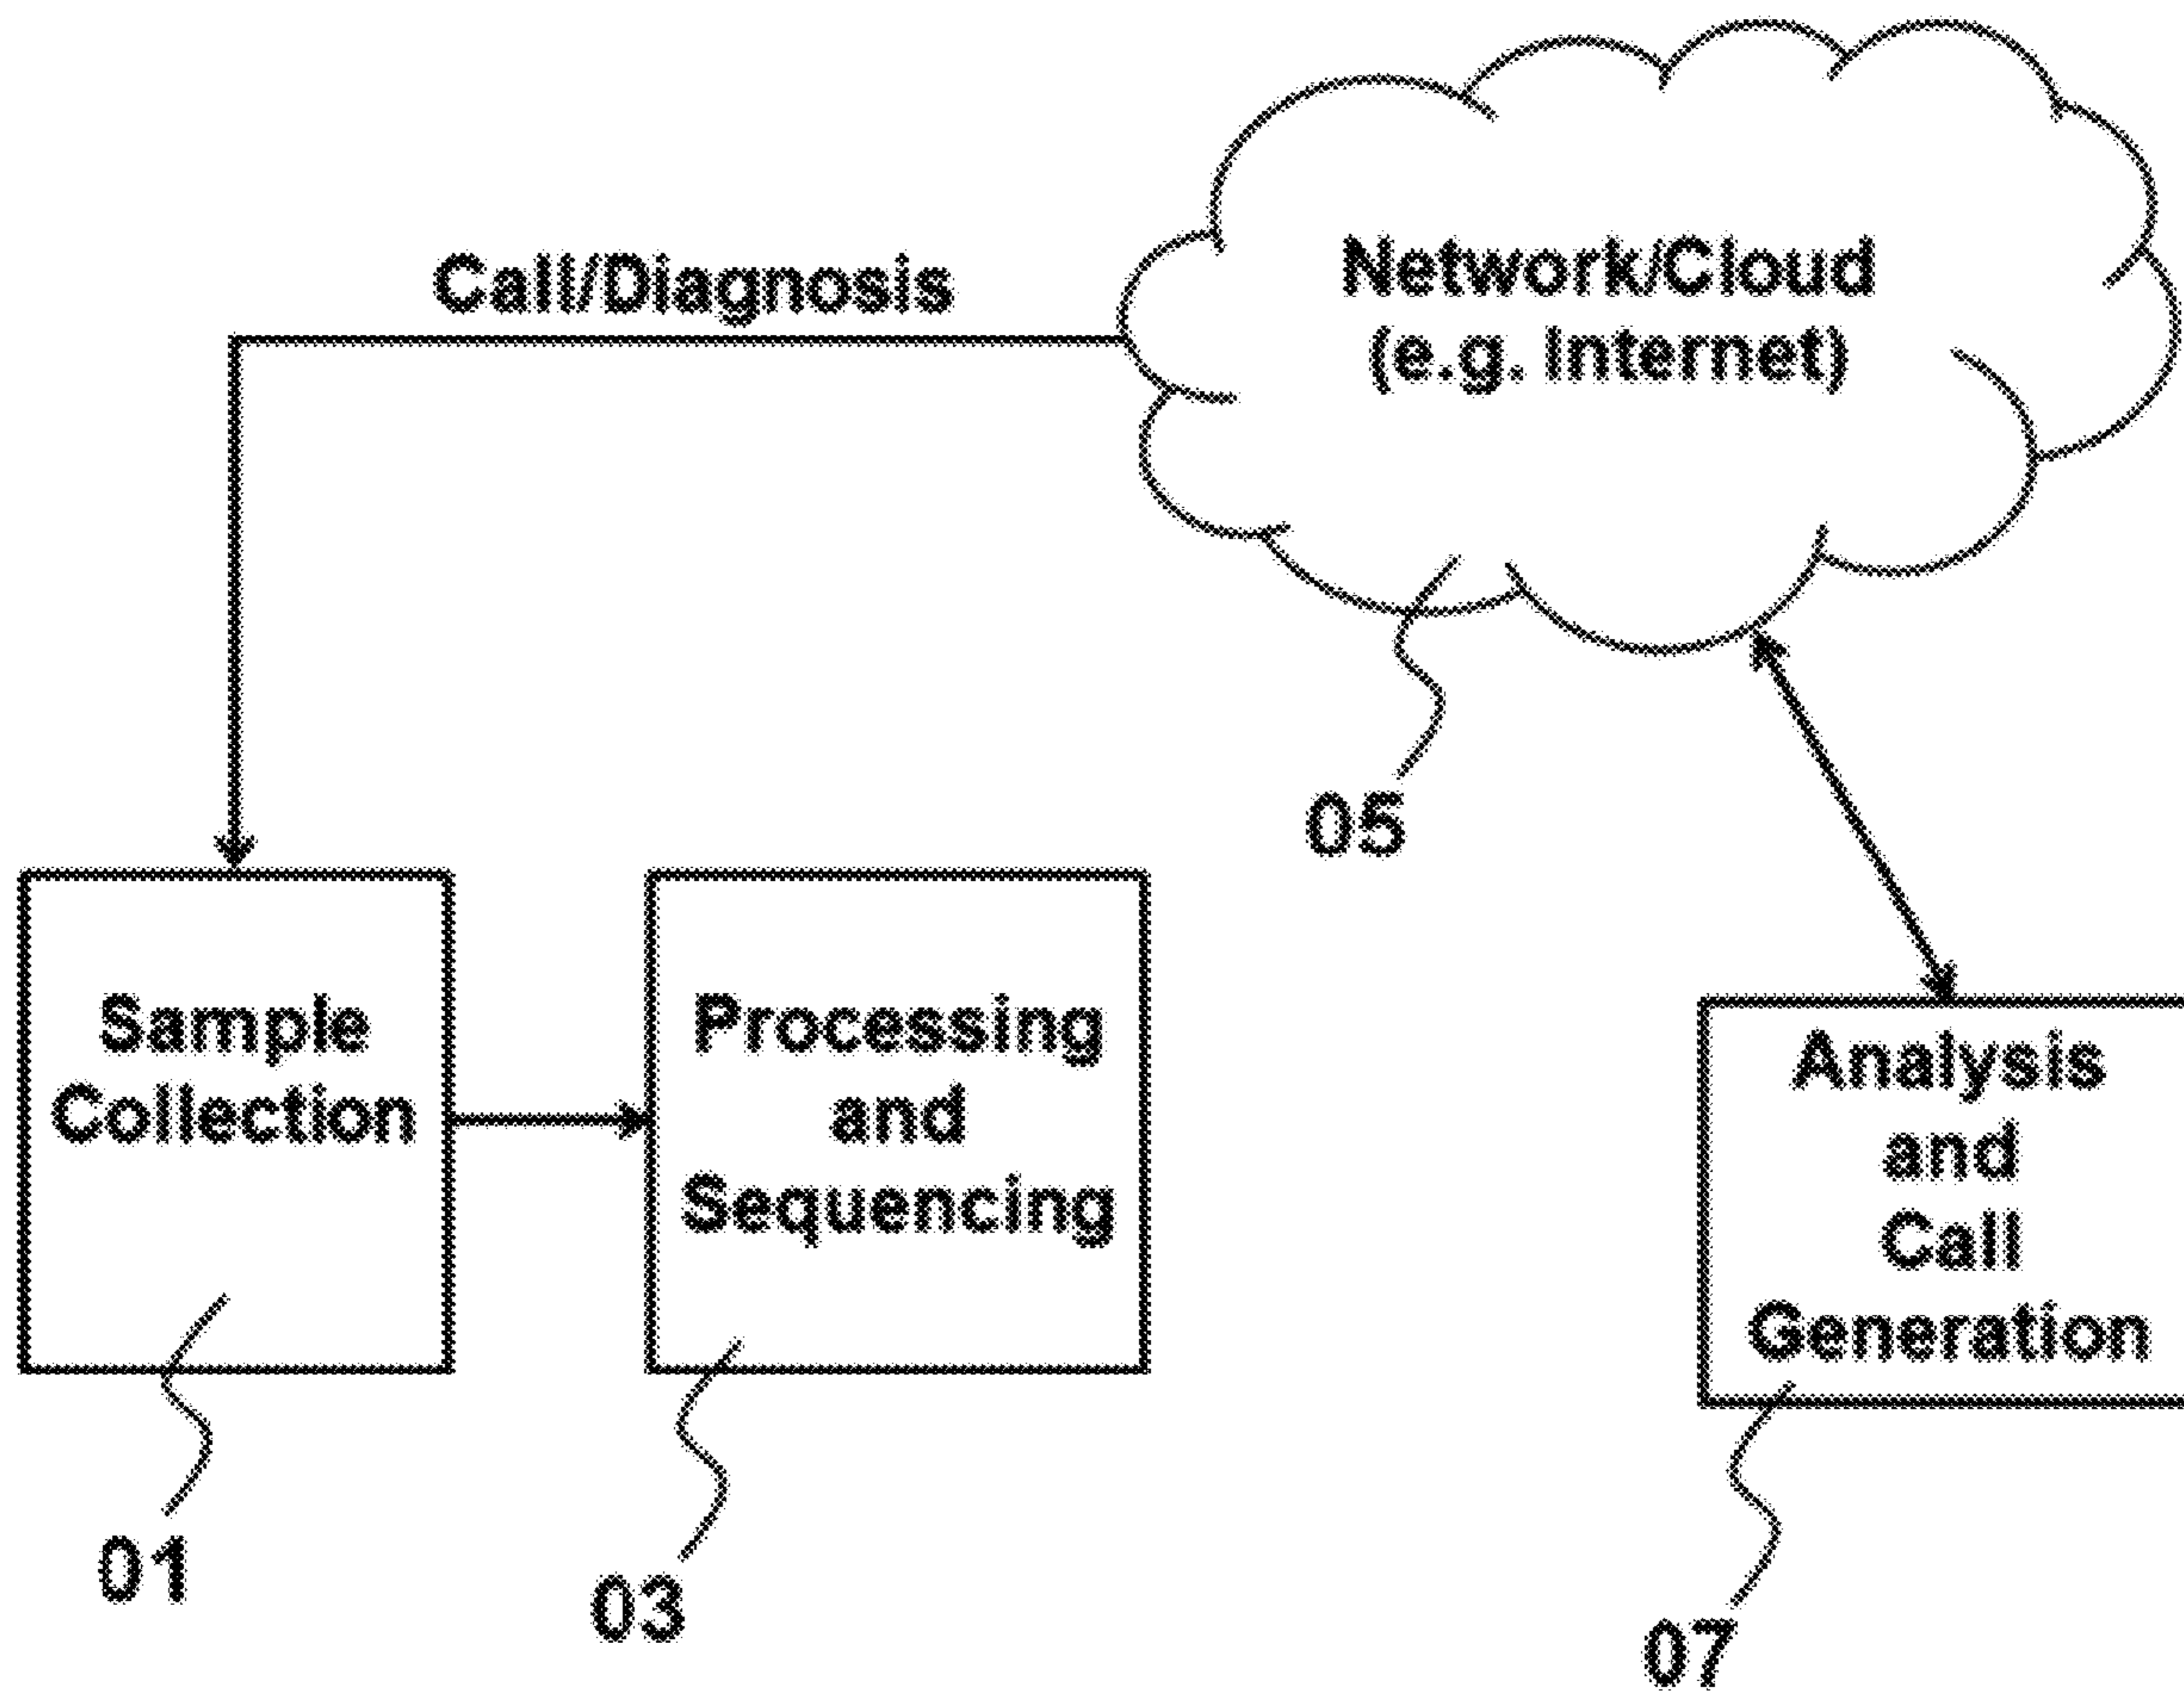 Network/Cloud
(e.g. Internet)
Call/Diagnosis
05
Sample
Collection
Processing
and
Sequencing
Analysis
and
Call
Generation
01
03
07